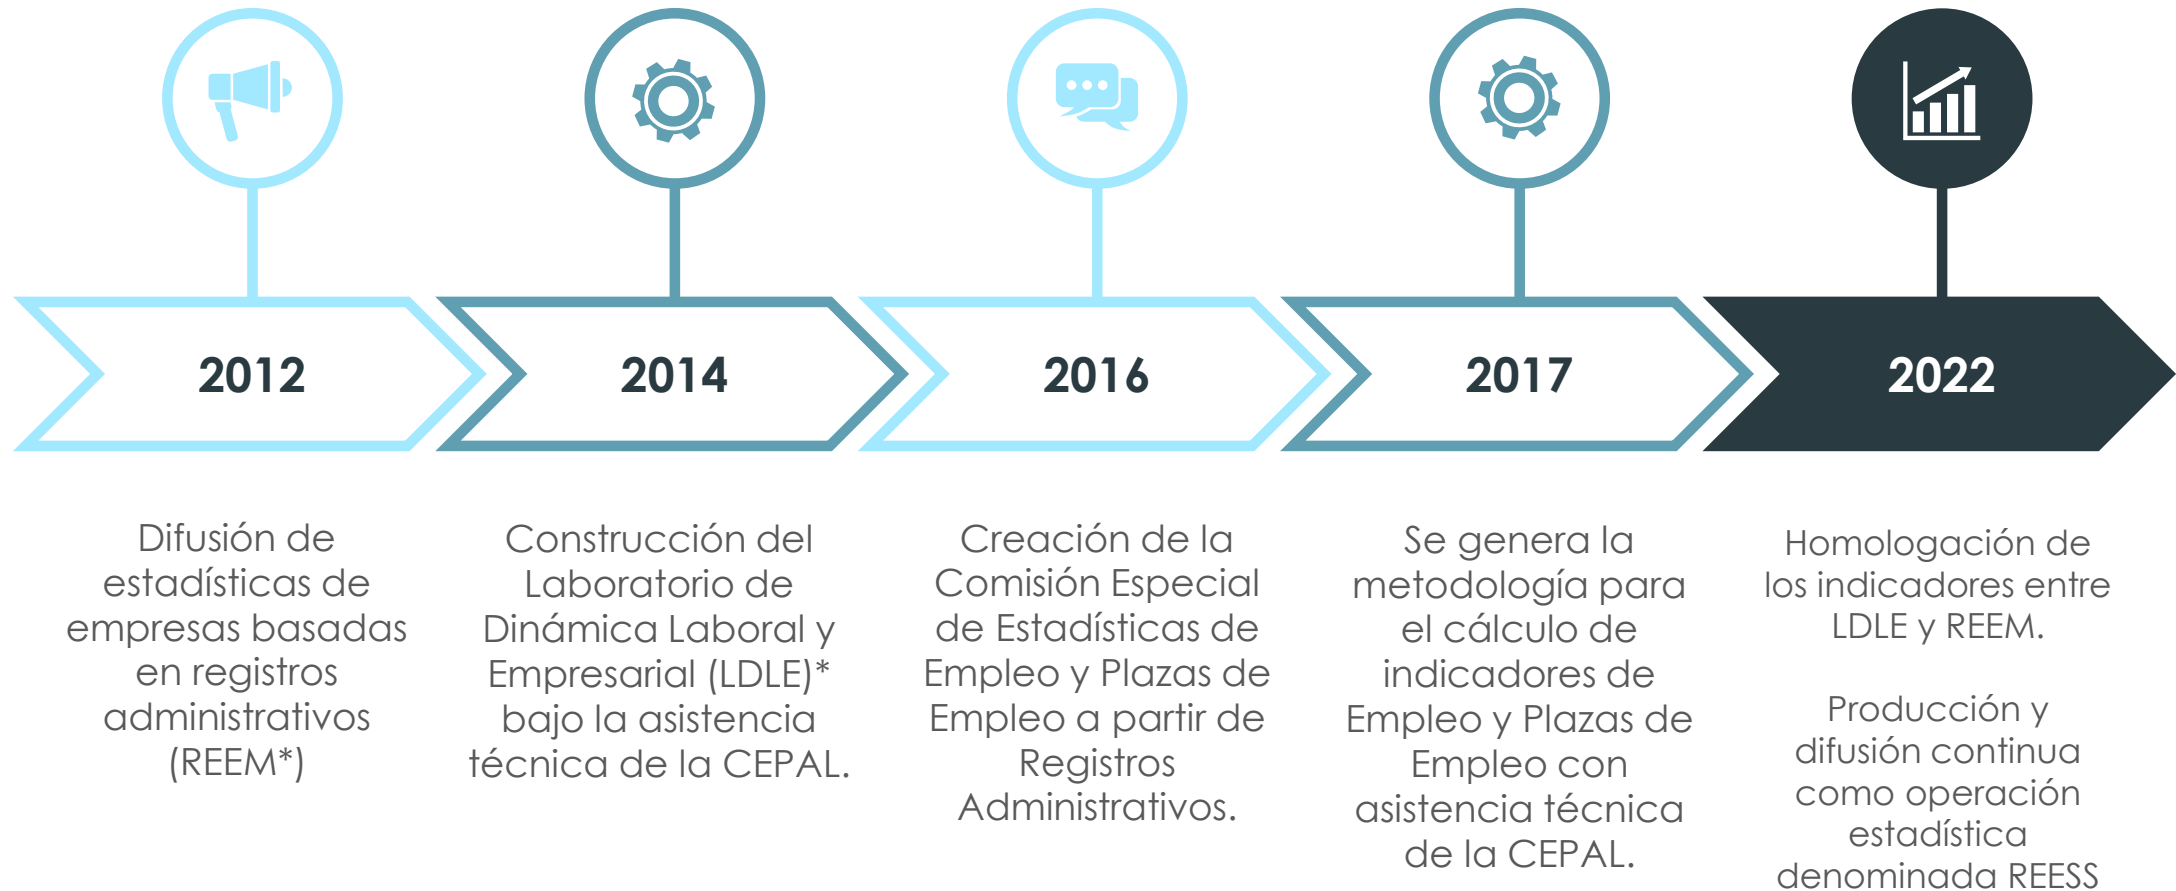 2012
2014
2016
2017
2022
Difusión de
estadísticas de
empresas basadas
en registros
administrativos
(REEM*)
Construcción del
Laboratorio de
Dinámica Laboral y
Empresarial (LDLE)*
bajo la asistencia
técnica de la CEPAL.
Creación de la
Comisión Especial
de Estadísticas de
Empleo y Plazas de
Empleo a partir de
Registros
Administrativos.
Se genera la
metodología para
el cálculo de
indicadores de
Empleo y Plazas de
Empleo con
asistencia técnica
de la CEPAL.
Homologación de
los indicadores entre
LDLE y REEM.
Producción y
difusión continua
como operación
estadística
denominada REESS